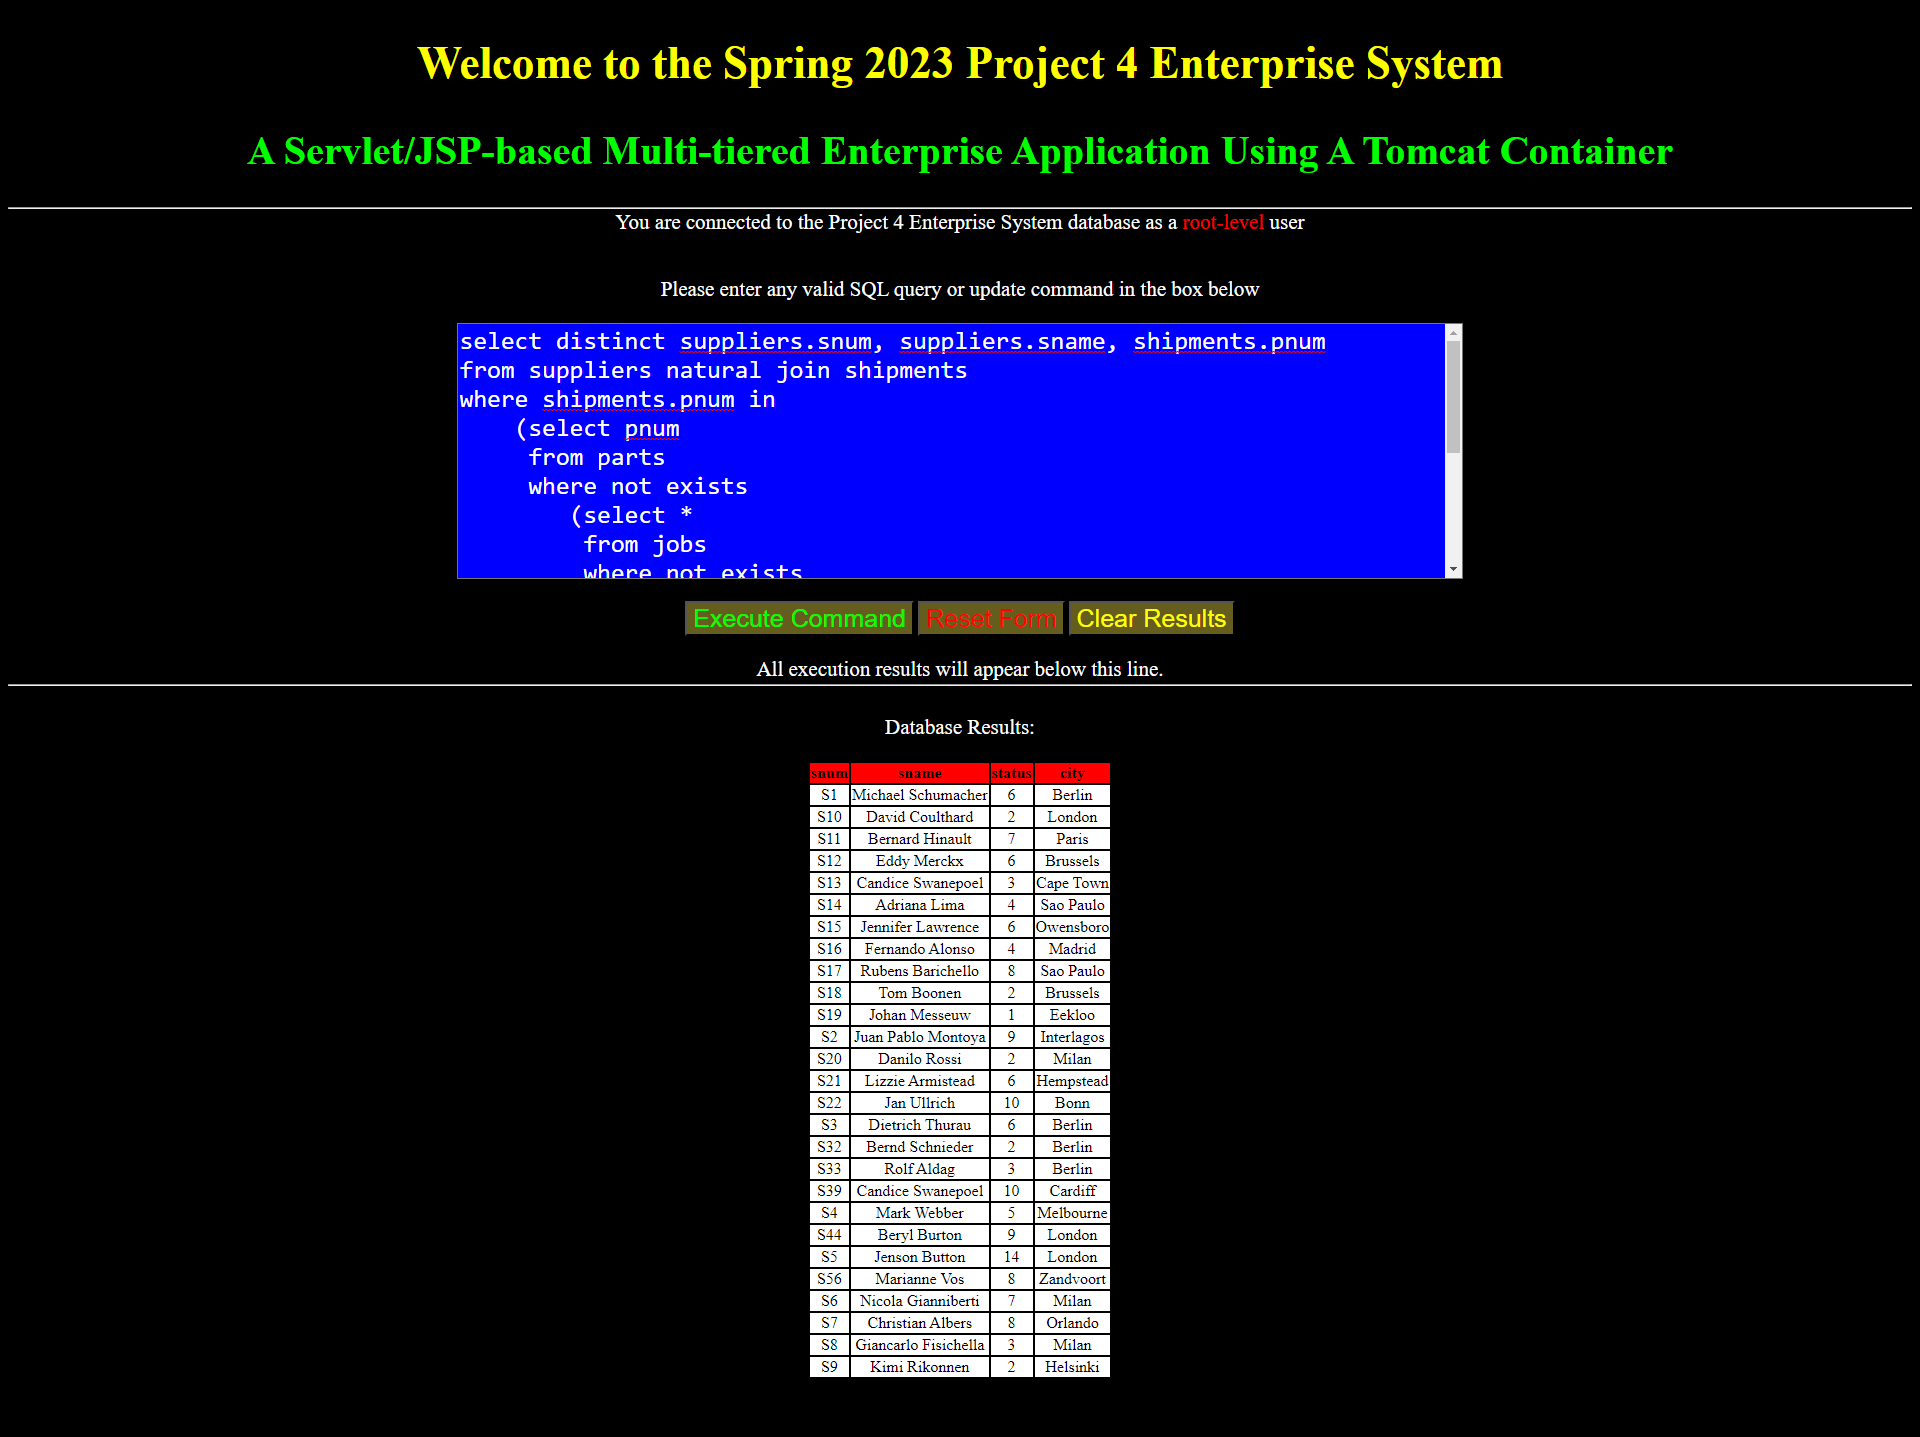 Welcome to the Spring 2023 Project 4 Enterprise System
A Servlet/JSP-based Multi-tiered Enterprise Application Using A Tomcat Container
You are connected to the Project 4 Enterprise System database as a root-level user
Please enter any valid SQL query or update command in the box below
select distinct suppliers.snum, suppliers.sname, shipments.pnum
from suppliers natural join shipments
where shipments.pnum in
(select pnum
from parts
where not exists
(select *
from jobs
where not exists
Execute Command Reset Form Clear Results
All execution results will appear below this line.
Database Results:
snum sname status city
S1 Michael Schumacher 6 Berlin
S10 David Coulthard 2 London
S11 Bernard Hinault 7 Paris
S12 Eddy Merckx 6 Brussels
S13 Candice Swanepoel 3 Cape Town
S14 Adriana Lima 4 Sao Paulo
S15 Jennifer Lawrence 6 Owensboro
S16 Fernando Alonso 4 Madrid
S17 Rubens Barichello 8 Sao Paulo
S18 Tom Boonen 2 Brussels
S19 Johan Messeuw 1 Eekloo
S2 Juan Pablo Montoya 9 Interlagos
S20 Danilo Rossi 2 Milan
S21 Lizzie Armistead 6 Hempstead
S22 Jan Ullrich 10 Bonn
S3 Dietrich Thurau 6 Berlin
S32 Bernd Schnieder 2 Berlin
S33 Rolf Aldag 3 Berlin
S39 Candice Swanepoel 10 Cardiff
S4 Mark Webber 5 Melbourne
S44 Beryl Burton 9 London
S5 Jenson Button 14 London
S56 Marianne Vos 8 Zandvoort
S6 Nicola Gianniberti 7 Milan
S7 Christian Albers 8 Orlando
S8 Giancarlo Fisichella 3 Milan
S9 Kimi Rikonnen 2 Helsinki